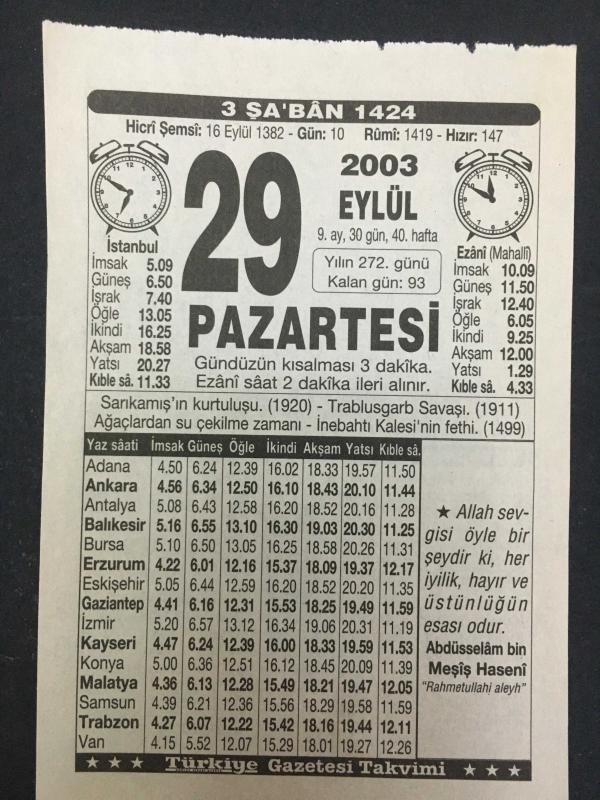 3 ŞA'BÂN 1424
Hicrî Şemsî: 16 Eylül 1382 - Gün: 10 Rûmî: 1419 - Hızır: 147
29
2003
EYLÜL
9. ay, 30 gün, 40. hafta
Yılın 272. günü
Kalan gün: 93
PAZARTESİ
Gündüzün kısalması 3 dakîka.
Ezânî sâat 2 dakîka ileri alınır.
İstanbul
İmsak 5.09
Güneş 6.50
İşrak 7.40
Öğle 13.05
İkindi 16.25
Akşam 18.58
Yatsı 20.27
Kıble sâ. 11.33
Ezânî (Mahallî)
İmsak 10.09
Güneş 11.50
İşrak 12.40
Öğle 6.05
İkindi 9.25
Akşam 12.00
Yatsı 1.29
Kıble sâ. 4.33
Sarıkamış'ın kurtuluşu. (1920) - Trablusgarb Savaşı. (1911)
Ağaçlardan su çekilme zamanı - İnebahtı Kalesi'nin fethi. (1499)
Yaz sâati İmsak Güneş Öğle İkindi Akşam Yatsı Kıble sâ.
Adana 4.50 6.24 12.39 16.02 18.33 19.57 11.50
Ankara 4.56 6.34 12.50 16.10 18.43 20.10 11.44
Antalya 5.08 6.43 12.58 16.20 18.52 20.16 11.28
Balıkesir 5.16 6.55 13.10 16.30 19.03 20.30 11.25
Bursa 5.10 6.50 13.05 16.25 18.58 20.26 11.31
Erzurum 4.22 6.01 12.16 15.37 18.09 19.37 12.17
Eskişehir 5.05 6.44 12.59 16.20 18.52 20.20 11.35
Gaziantep 4.41 6.16 12.31 15.53 18.25 19.49 11.59
İzmir 5.20 6.57 13.12 16.34 19.06 20.31 11.19
Kayseri 4.47 6.24 12.39 16.00 18.33 19.59 11.53
Konya 5.00 6.36 12.51 16.12 18.45 20.09 11.39
Malatya 4.36 6.13 12.28 15.49 18.21 19.47 12.05
Samsun 4.39 6.21 12.36 15.56 18.29 19.58 11.59
Trabzon 4.27 6.07 12.22 15.42 18.16 19.44 12.11
Van 4.15 5.52 12.07 15.29 18.01 19.27 12.26
★ Allah sev-
gisi öyle bir
şeydir ki, her
iyilik, hayır ve
üstünlüğün
esası odur.
Abdüsselâm bin
Meşîş Hasenî
"Rahmetullahi aleyh"
★ ★ ★ Türkiye Gazetesi Takvimi ★ ★ ★